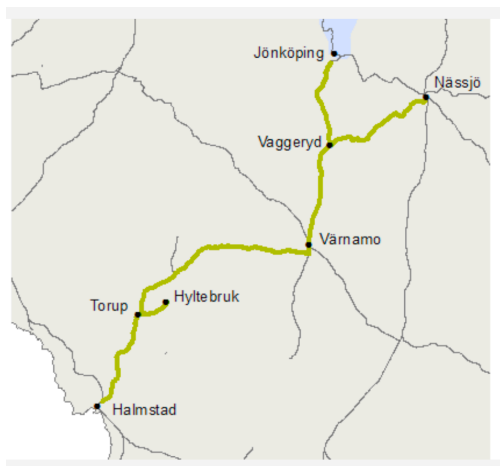 Jönköping
Nässjö
Vaggeryd
Värnamo
Hyltebruk
Torup
Halmstad